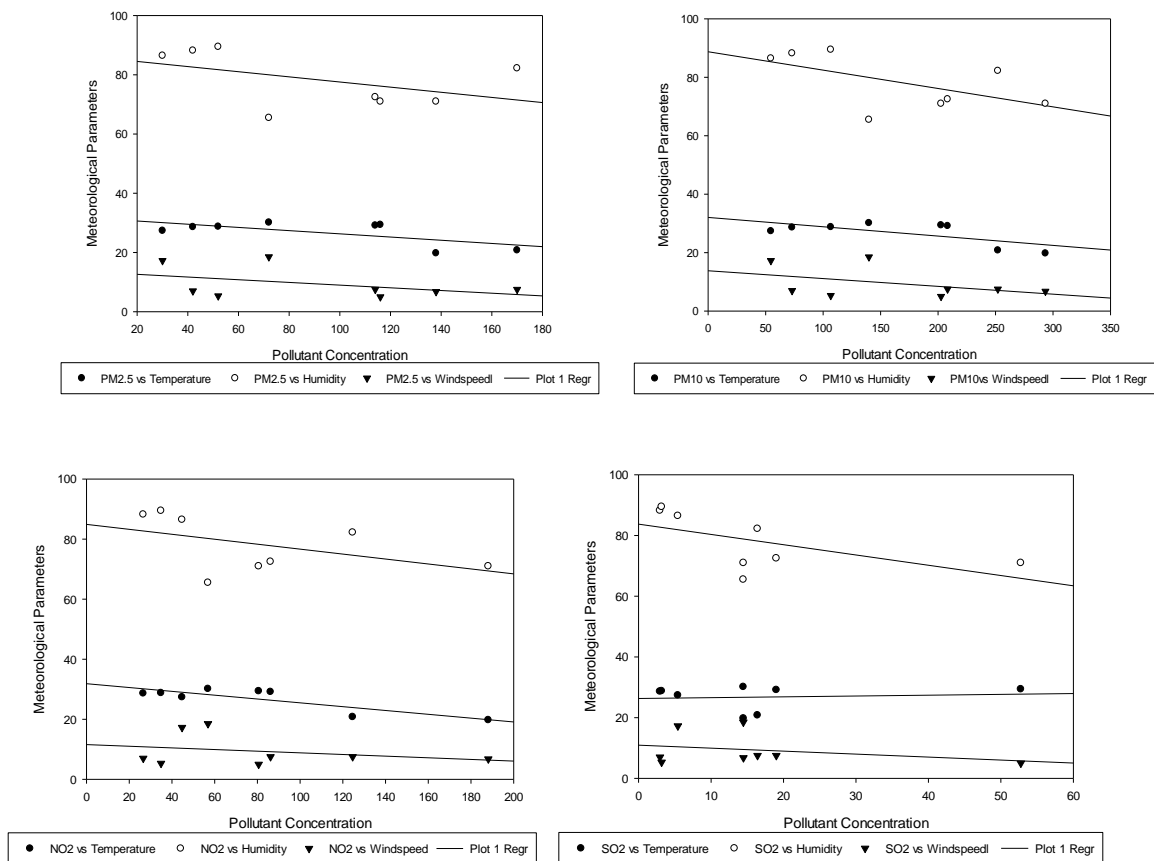 100
80
60
40
20
0
Meteorological Parameters
20 40 60 80 100 120 140 160 180
Pollutant Concentration
PM2.5 vs Temperature PM2.5 vs Humidity PM2.5 vs Windspeedl Plot 1 Regr
100
80
60
40
20
0
Meteorological Parameters
0 50 100 150 200 250 300 350
Pollutant Concentration
PM10 vs Temperature PM10 vs Humidity PM10vs Windspeedl Plot 1 Regr
100
80
60
40
20
0
Meteorological Parameters
0 20 40 60 80 100 120 140 160 180 200
Pollutant Concentration
NO2 vs Temperature NO2 vs Humidity NO2 vs Windspeed Plot 1 Regr
100
80
60
40
20
0
Meteorological Parameters
0 10 20 30 40 50 60
Pollutant Concentration
SO2 vs Temperature SO2 vs Humidity SO2 vs Windspeedl Plot 1 Regr